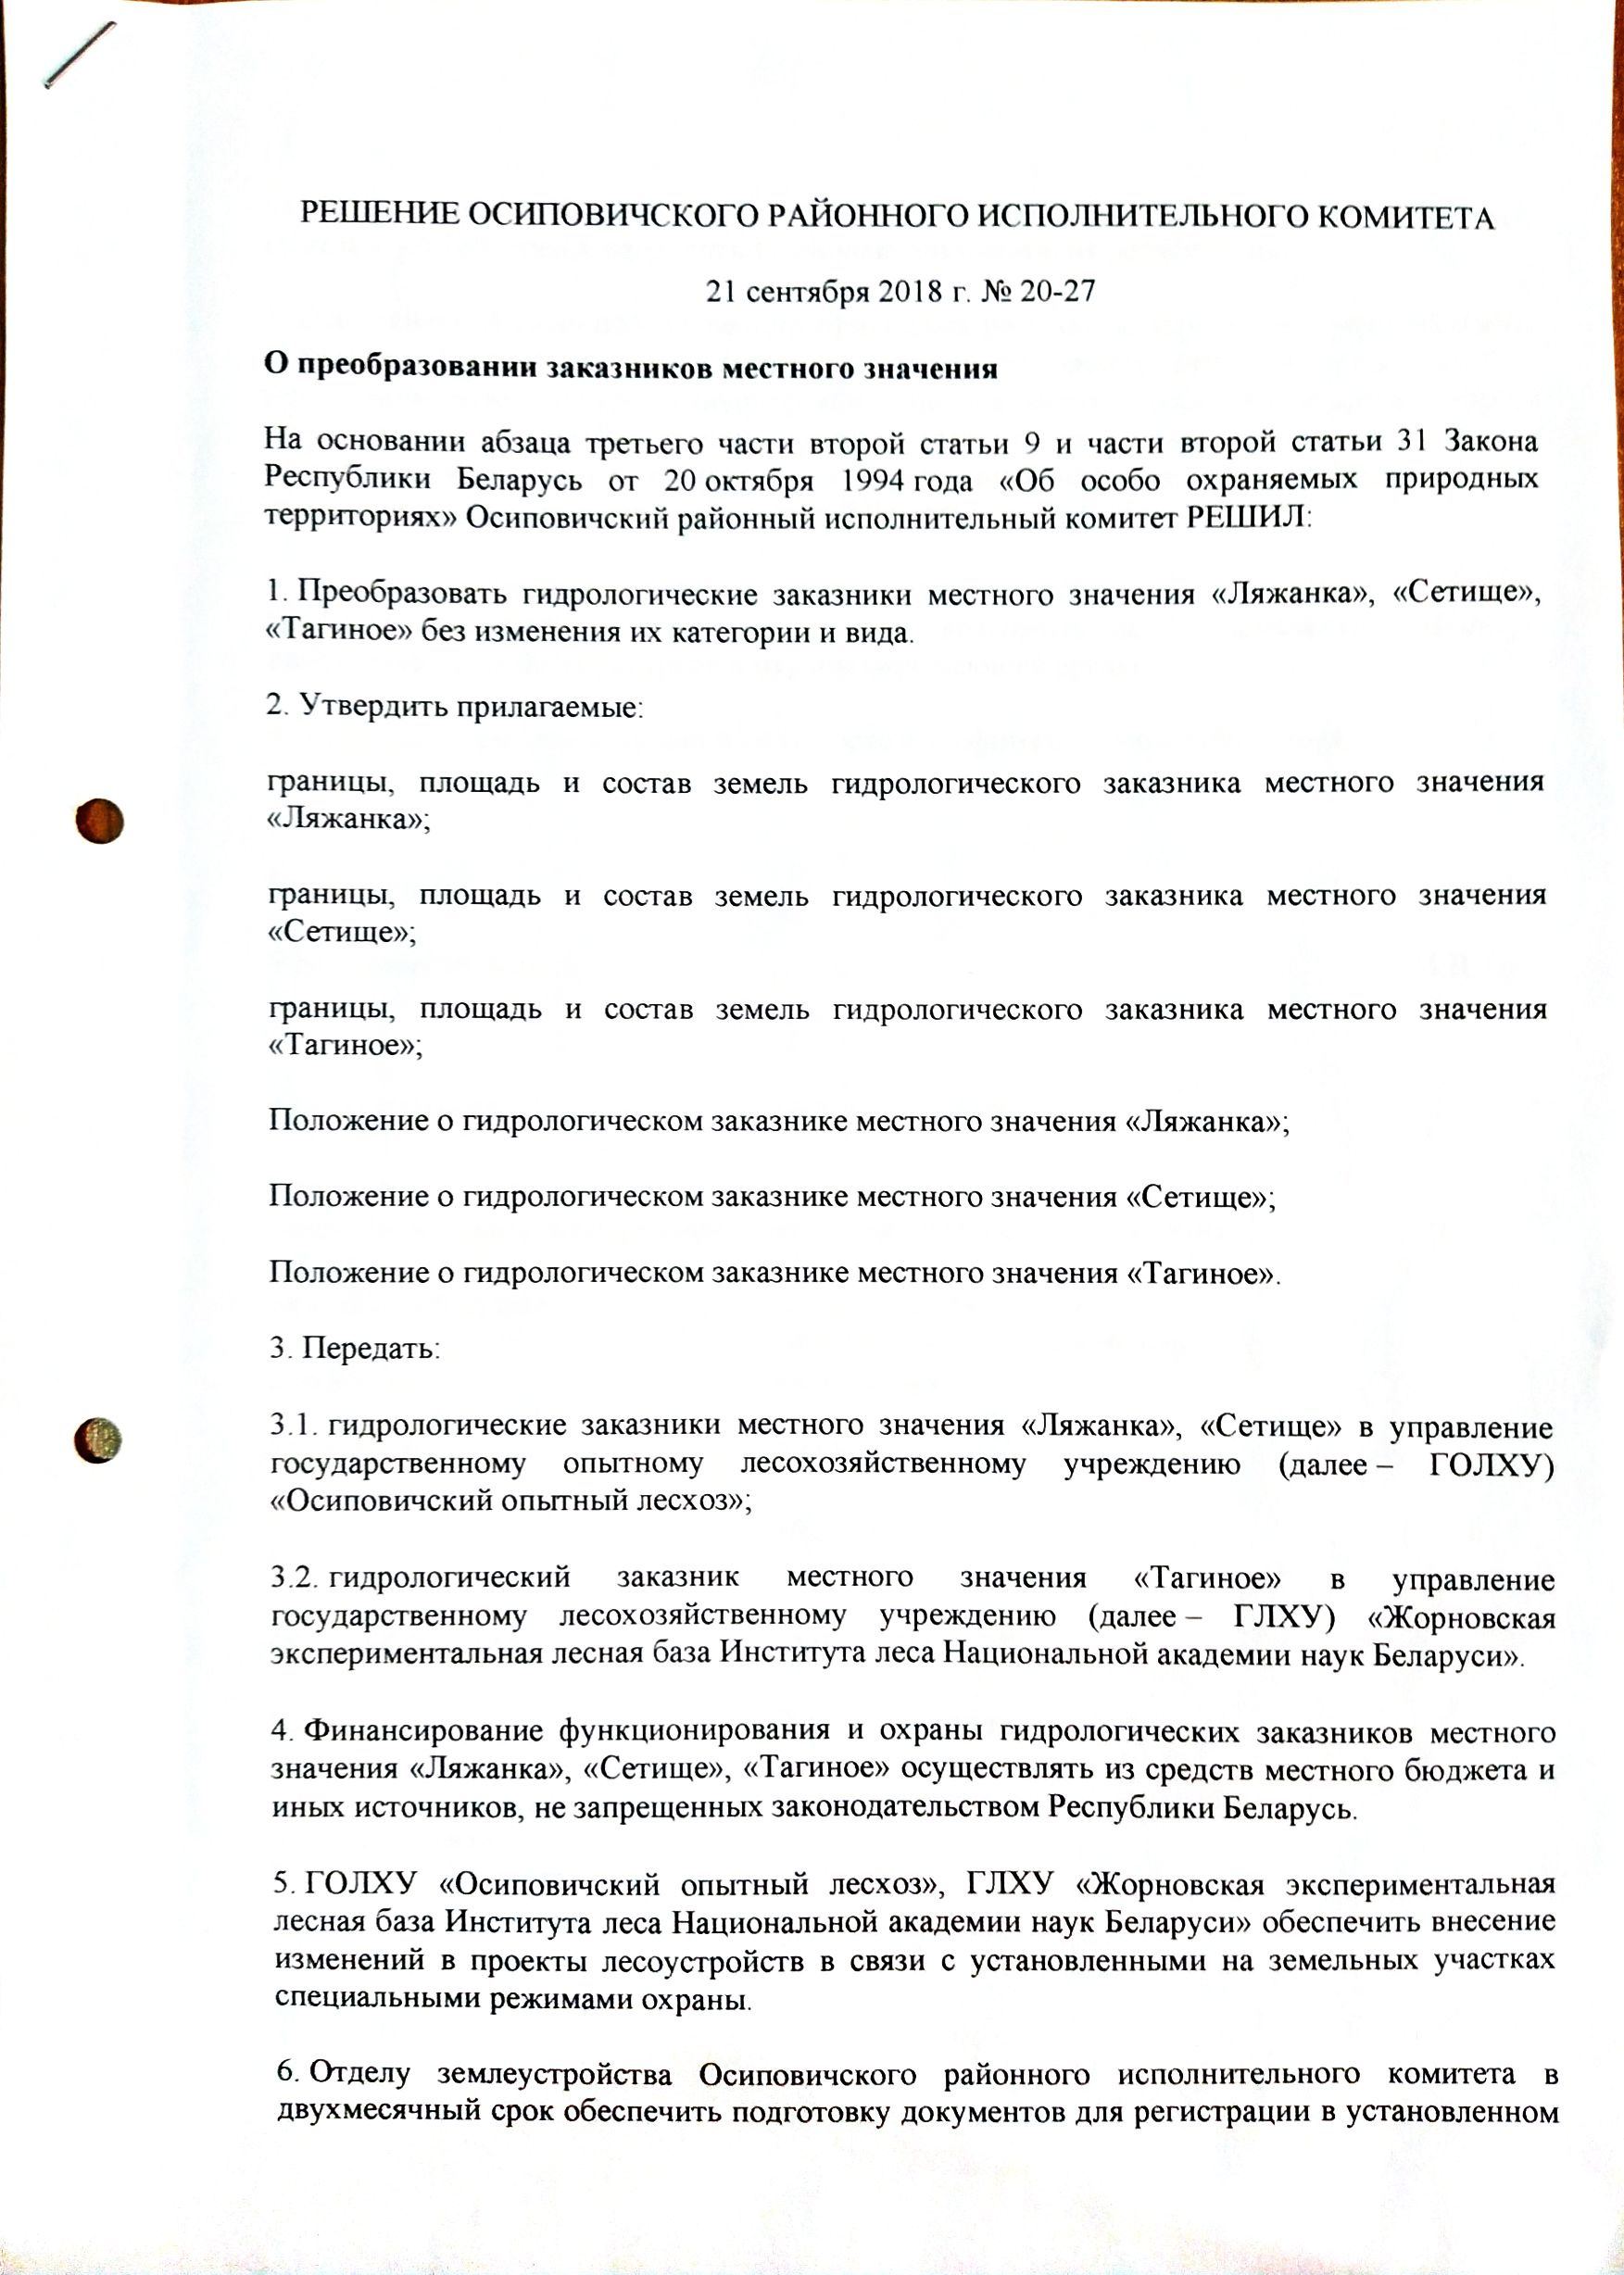 РЕШЕНИЕ ОСИПОВИЧСКОГО РАЙОННОГО ИСПОЛНИТЕЛЬНОГО КОМИТЕТА
21 сентября 2018 г. № 20-27
О преобразовании заказников местного значения
На основании абзаца третьего части второй статьи 9 и части второй статьи 31 Закона
Республики Беларусь от 20 октября 1994 года «Об особо охраняемых природных
территориях» Осиповичский районный исполнительный комитет РЕШИЛ:
1. Преобразовать гидрологические заказники местного значения «Ляжанка», «Сетище»,
«Тагиное» без изменения их категории и вида.
2. Утвердить прилагаемые:
границы, площадь и состав земель гидрологического заказника местного значения
«Ляжанка»;
границы, площадь и состав земель гидрологического заказника местного значения
«Сетище»;
границы, площадь и состав земель гидрологического заказника местного значения
«Тагиное»;
Положение о гидрологическом заказнике местного значения «Ляжанка»;
Положение о гидрологическом заказнике местного значения «Сетище»;
Положение о гидрологическом заказнике местного значения «Тагиное».
3. Передать:
3.1. гидрологические заказники местного значения «Ляжанка», «Сетище» в управление
государственному опытному лесохозяйственному учреждению (далее – ГОЛХУ)
«Осиповичский опытный лесхоз»;
3.2. гидрологический заказник местного значения «Тагиное» в управление
государственному лесохозяйственному учреждению (далее – ГЛХУ) «Жорновская
экспериментальная лесная база Института леса Национальной академии наук Беларуси».
4. Финансирование функционирования и охраны гидрологических заказников местного
значения «Ляжанка», «Сетище», «Тагиное» осуществлять из средств местного бюджета и
иных источников, не запрещенных законодательством Республики Беларусь.
5. ГОЛХУ «Осиповичский опытный лесхоз», ГЛХУ «Жорновская экспериментальная
лесная база Института леса Национальной академии наук Беларуси» обеспечить внесение
изменений в проекты лесоустройств в связи с установленными на земельных участках
специальными режимами охраны.
6. Отделу землеустройства Осиповичского районного исполнительного комитета в
двухмесячный срок обеспечить подготовку документов для регистрации в установленном